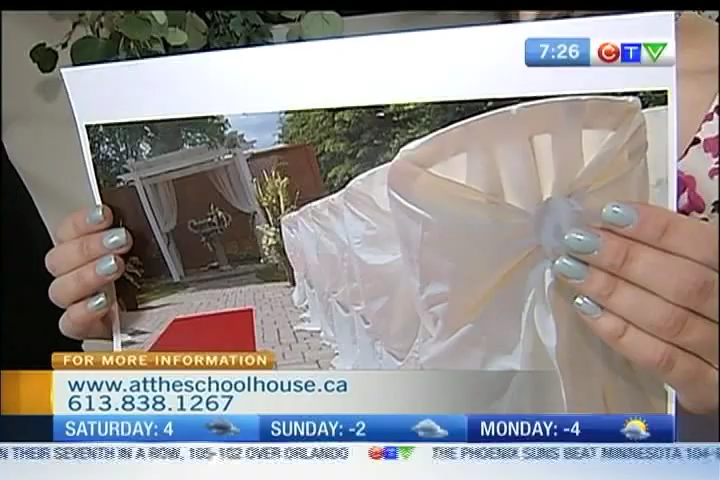 7:26 CTV
FOR MORE INFORMATION
www.attheschoolhouse.ca
613.838.1267
SATURDAY: 4 SUNDAY: -2 MONDAY: -4
N THEIR SEVENTH IN A ROW, 105-102 OVER ORLANDO CTV THE PHOENIX SUNS BEAT MINNESOTA 104-